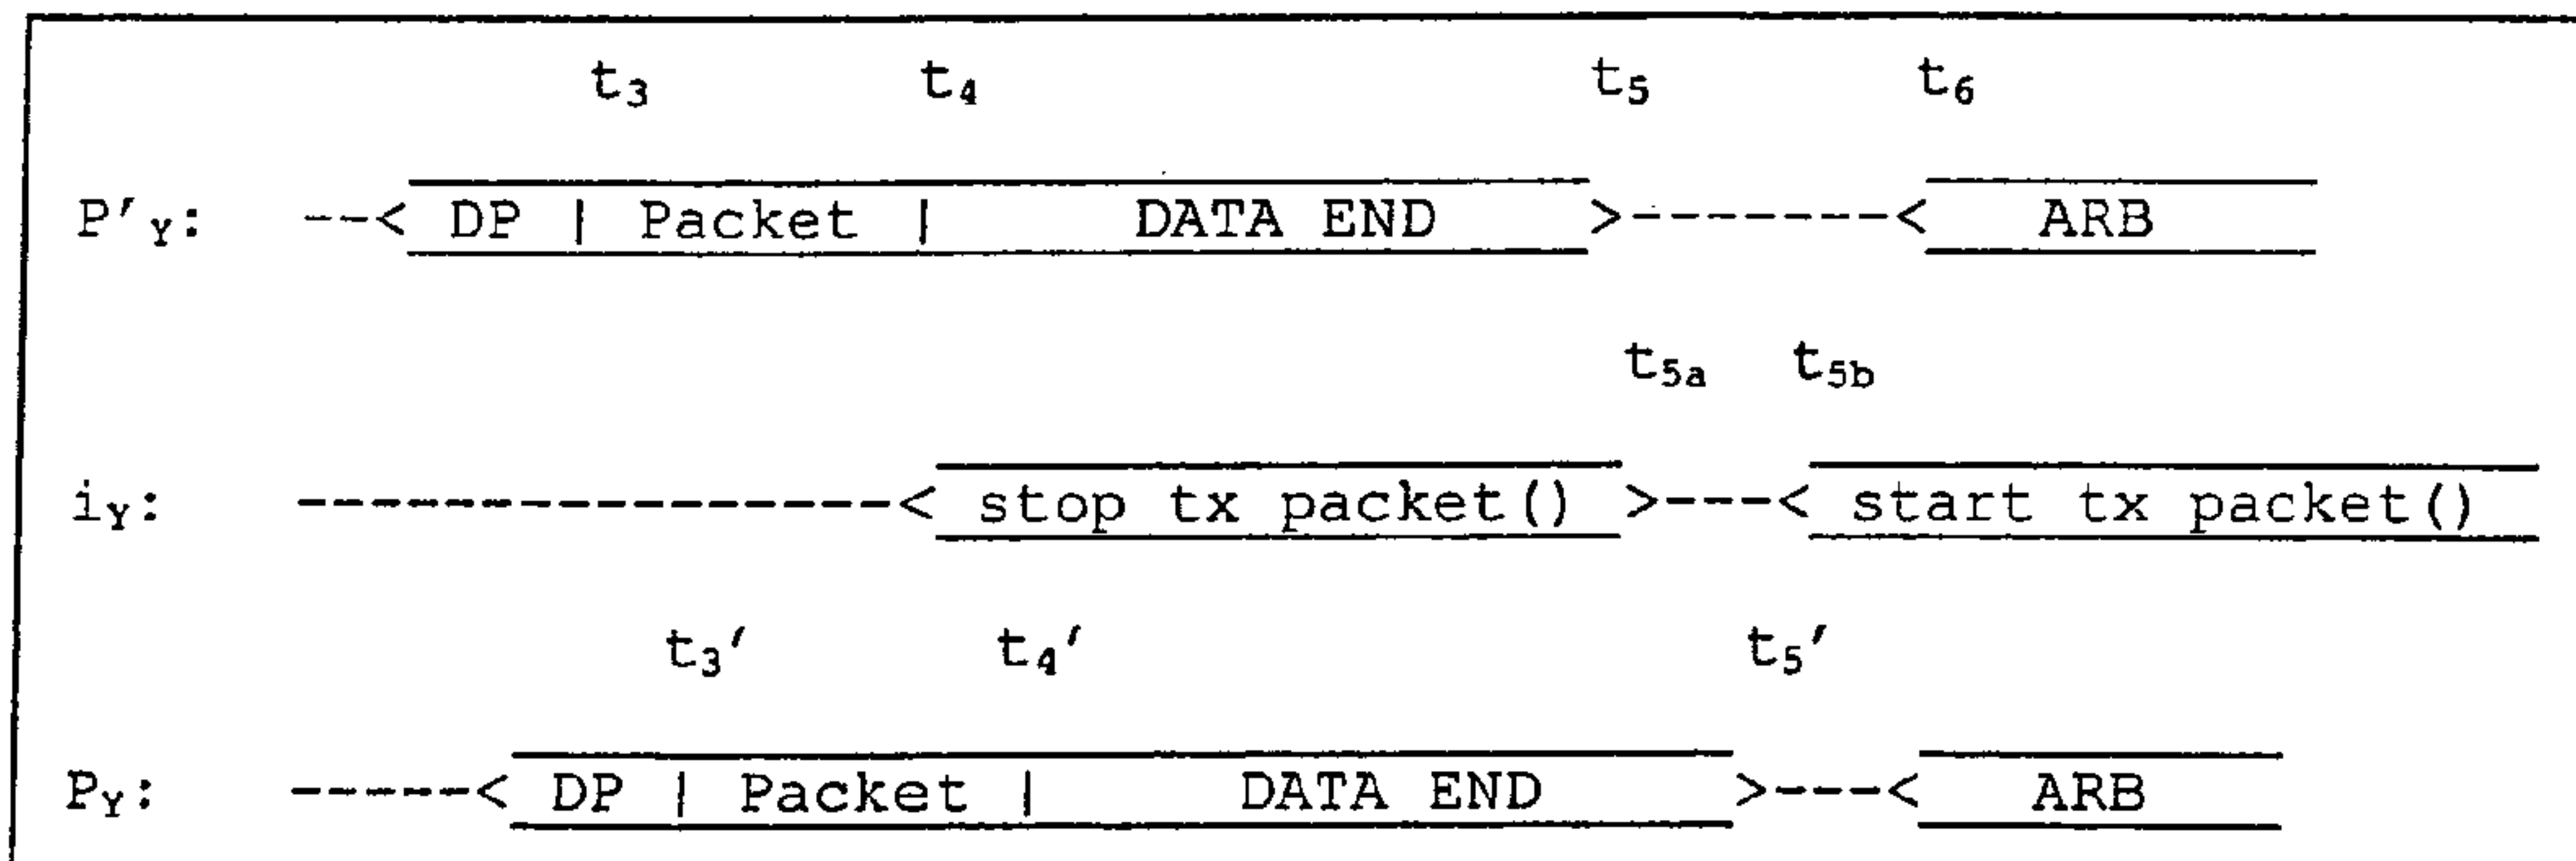 t₃ t₄ t₅ t₆
P'Y: --< DP | Packet | DATA END >-------< ARB
t₅ₐ t5b
iY: ---------------< stop tx packet() >---< start tx packet()
t₃' t₄' t₅'
PY: -----< DP | Packet | DATA END >---< ARB